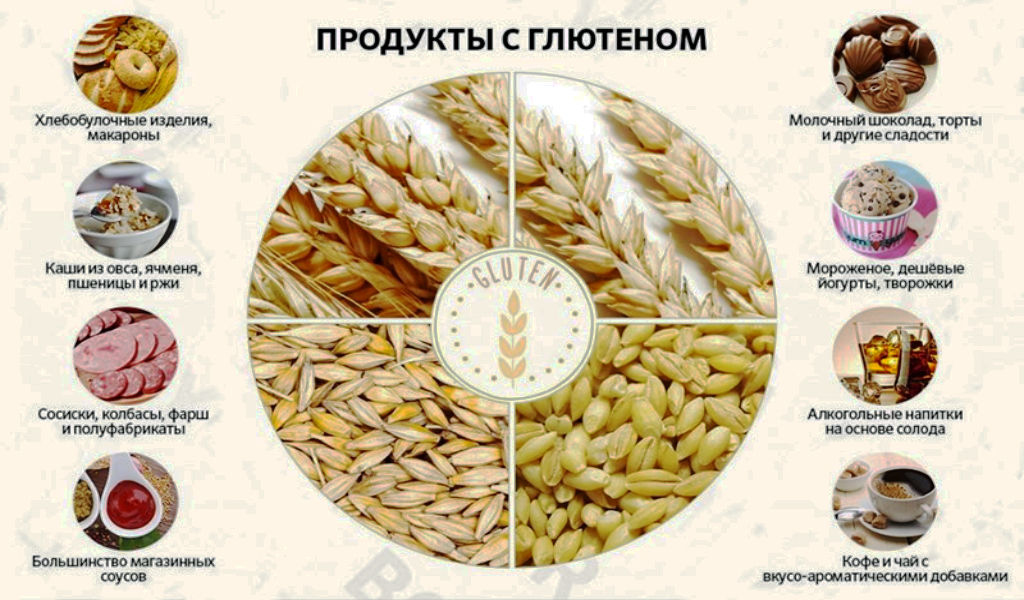 ПРОДУКТЫ С ГЛЮТЕНОМ
Хлебобулочные изделия,
макароны
Каши из овса, ячменя,
пшеницы и ржи
Сосиски, колбасы, фарш
и полуфабрикаты
Большинство магазинных
соусов
GLUTEN
Молочный шоколад, торты
и другие сладости
Мороженое, дешёвые
йогурты, творожки
Алкогольные напитки
на основе солода
Кофе и чай с
вкусо-ароматическими добавками